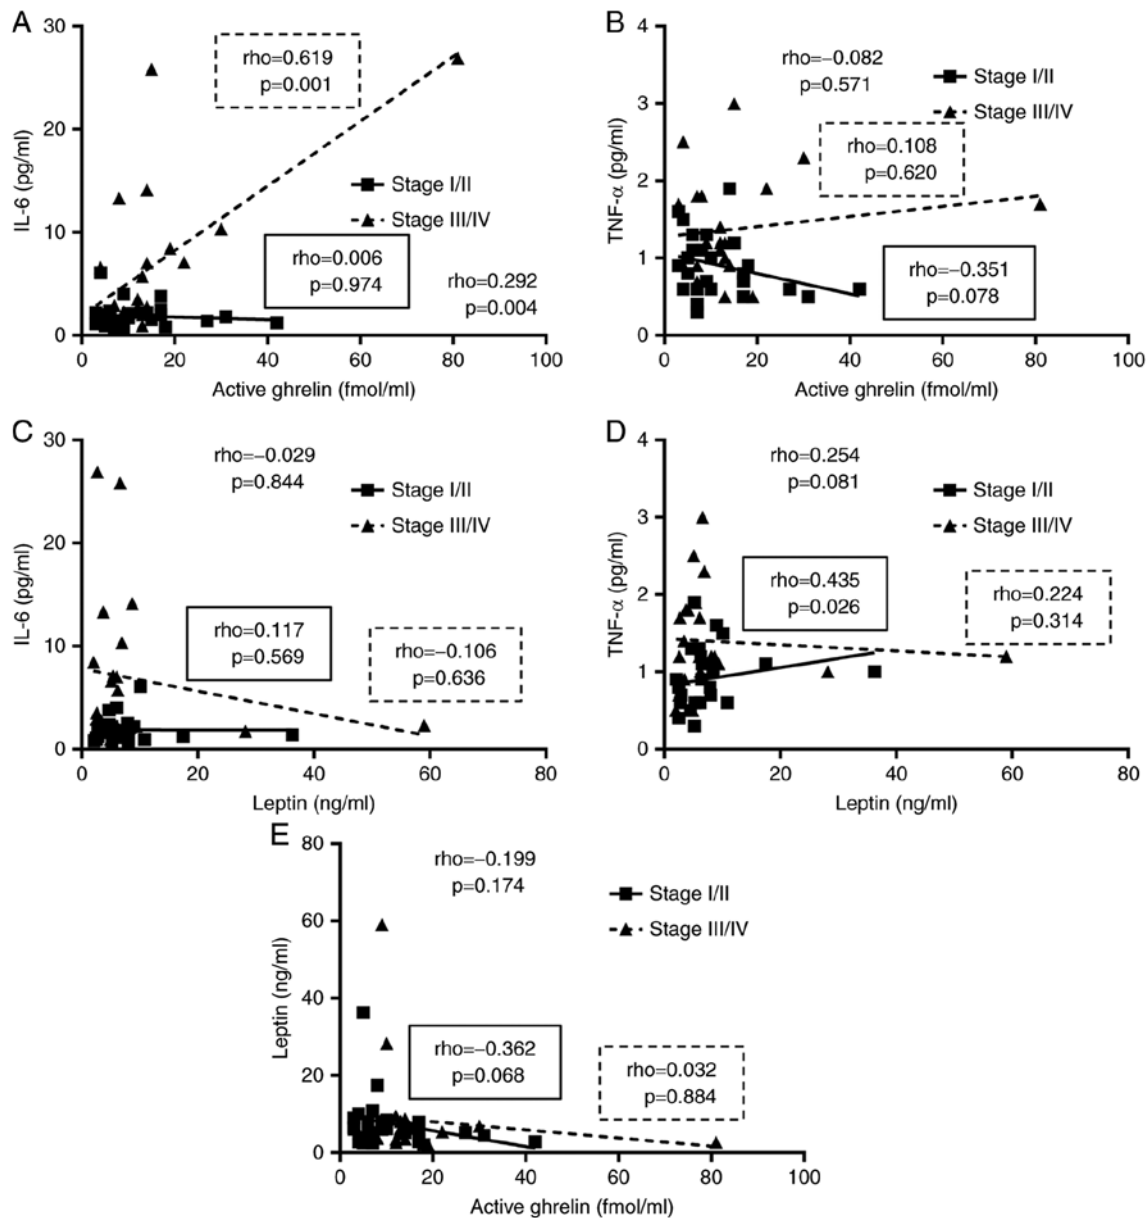 A
30
20
10
0
IL-6 (pg/ml)
rho=0.619
p=0.001
Stage I/II
Stage III/IV
rho=0.006
p=0.974
rho=0.292
p=0.004
0 20 40 60 80 100
Active ghrelin (fmol/ml)
B
4
3
2
1
0
TNF-α (pg/ml)
rho=−0.082
p=0.571
Stage I/II
Stage III/IV
rho=0.108
p=0.620
rho=−0.351
p=0.078
0 20 40 60 80 100
Active ghrelin (fmol/ml)
C
30
20
10
0
IL-6 (pg/ml)
rho=−0.029
p=0.844
Stage I/II
Stage III/IV
rho=0.117
p=0.569
rho=−0.106
p=0.636
0 20 40 60 80
Leptin (ng/ml)
D
4
3
2
1
0
TNF-α (pg/ml)
rho=0.254
p=0.081
Stage I/II
Stage III/IV
rho=0.435
p=0.026
rho=0.224
p=0.314
0 20 40 60 80
Leptin (ng/ml)
E
80
60
40
20
0
Leptin (ng/ml)
rho=−0.199
p=0.174
Stage I/II
Stage III/IV
rho=−0.362
p=0.068
rho=0.032
p=0.884
0 20 40 60 80 100
Active ghrelin (fmol/ml)